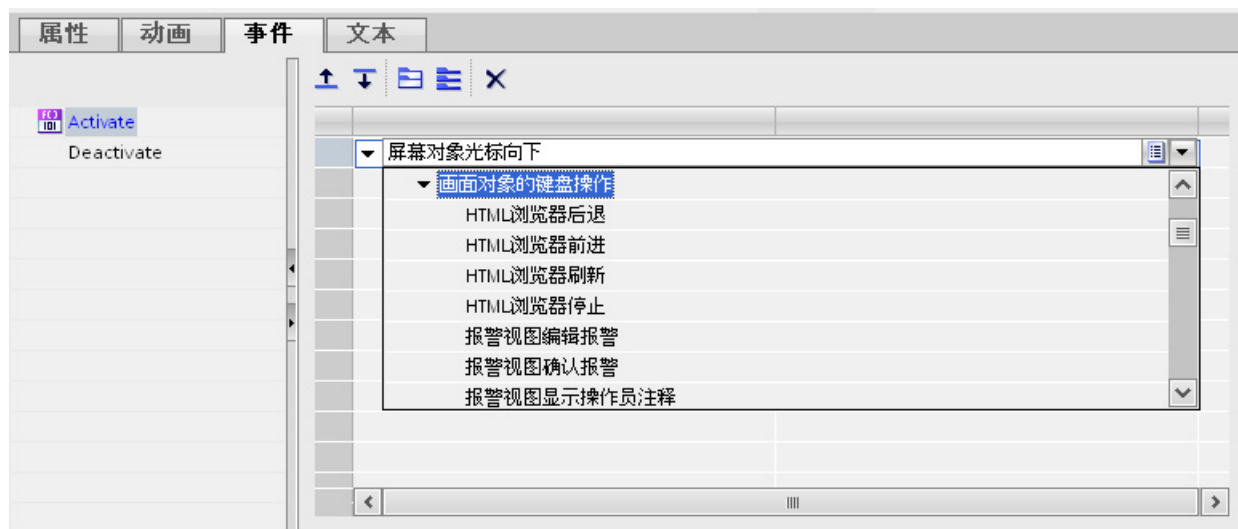 属性 动画 事件 文本
Activate
Deactivate
屏幕对象光标向下
画面对象的键盘操作
HTML浏览器后退
HTML浏览器前进
HTML浏览器刷新
HTML浏览器停止
报警视图编辑报警
报警视图确认报警
报警视图显示操作员注释